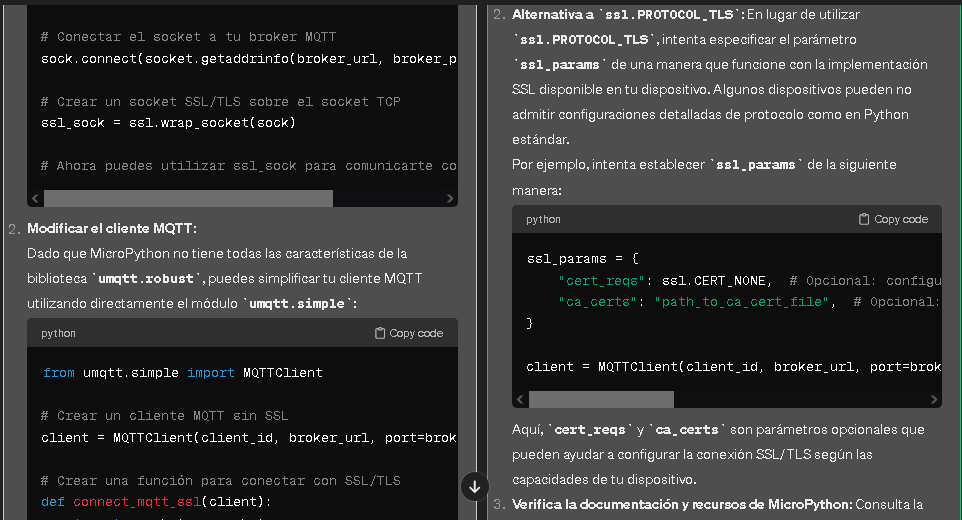 # Conectar el socket a tu broker MQTT
sock.connect(socket.getaddrinfo(broker_url, broker_p
# Crear un socket SSL/TLS sobre el socket TCP
ssl_sock = ssl.wrap_socket(sock)
# Ahora puedes utilizar ssl_sock para comunicarte co
2. Modificar el cliente MQTT:
Dado que MicroPython no tiene todas las características de la
biblioteca `umqtt.robust`, puedes simplificar tu cliente MQTT
utilizando directamente el módulo `umqtt.simple`:
python Copy code
from umqtt.simple import MQTTClient
# Crear un cliente MQTT sin SSL
client = MQTTClient(client_id, broker_url, port=brok
# Crear una función para conectar con SSL/TLS
def connect_mqtt_ssl(client):
2. Alternativa a `ssl.PROTOCOL_TLS`: En lugar de utilizar
`ssl.PROTOCOL_TLS`, intenta especificar el parámetro
`ssl_params` de una manera que funcione con la implementación
SSL disponible en tu dispositivo. Algunos dispositivos pueden no
admitir configuraciones detalladas de protocolo como en Python
estándar.
Por ejemplo, intenta establecer `ssl_params` de la siguiente
manera:
python Copy code
ssl_params = {
"cert_reqs": ssl.CERT_NONE, # Opcional: configu
"ca_certs": "path_to_ca_cert_file", # Opcional:
}
client = MQTTClient(client_id, broker_url, port=brok
Aquí, `cert_reqs` y `ca_certs` son parámetros opcionales que
pueden ayudar a configurar la conexión SSL/TLS según las
capacidades de tu dispositivo.
3. Verifica la documentación y recursos de MicroPython: Consulta la